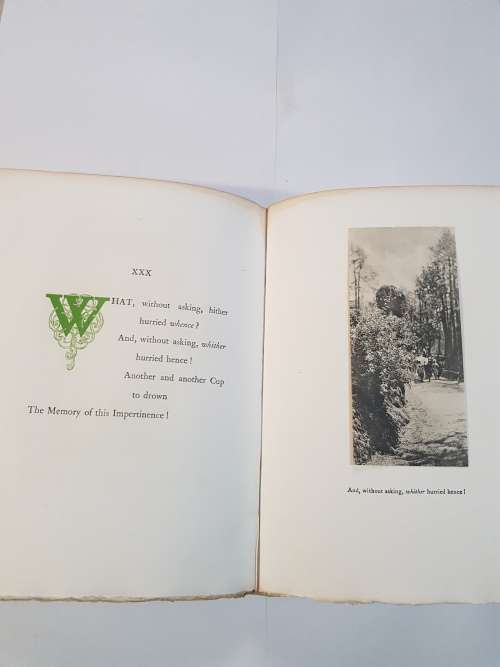 XXX
WHAT, without asking, hither
hurried whence?
And, without asking, whither
hurried hence!
Another and another Cup
to drown
The Memory of this Impertinence!
And, without asking, whither hurried hence!